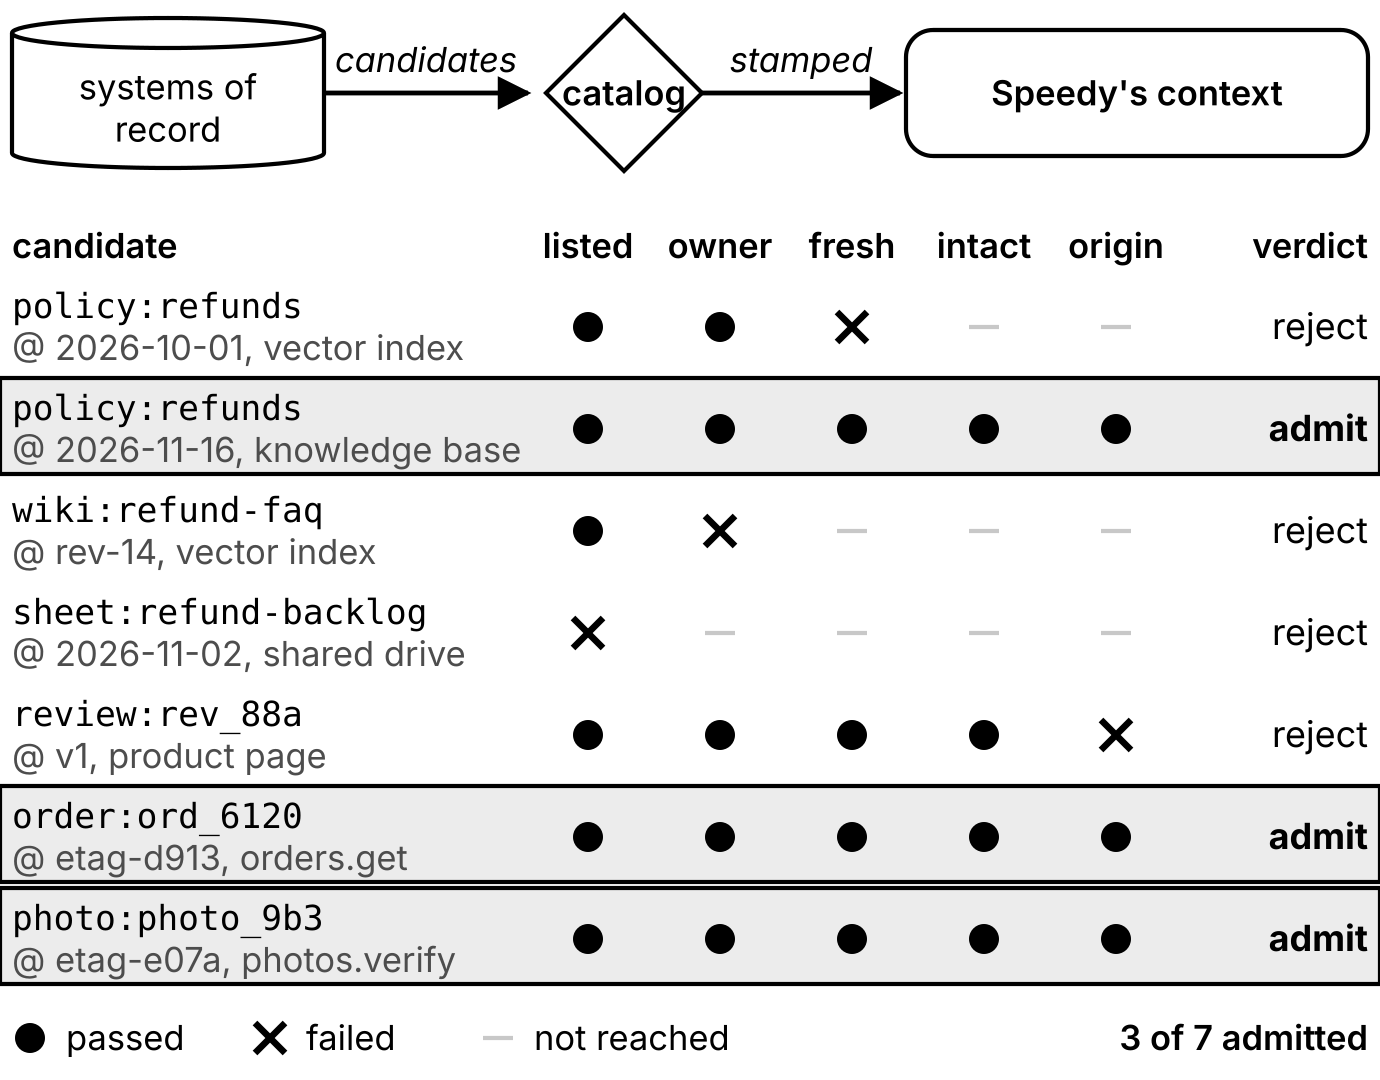 systems of
record
candidates
catalog
stamped
Speedy's context
candidate listed owner fresh intact origin verdict
policy:refunds
@ 2026-10-01, vector index
reject
policy:refunds
@ 2026-11-16, knowledge base
admit
wiki:refund-faq
@ rev-14, vector index
reject
sheet:refund-backlog
@ 2026-11-02, shared drive
reject
review:rev_88a
@ v1, product page
reject
order:ord_6120
@ etag-d913, orders.get
admit
photo:photo_9b3
@ etag-e07a, photos.verify
admit
passed failed not reached 3 of 7 admitted